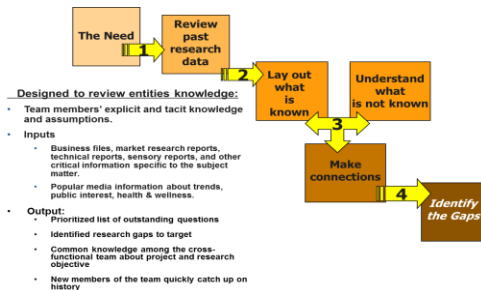 The Need
1
Review
past
research
data
2
Lay out
what
is
known
Understand
what
is not known
3
Make
connections
4
Identify
the Gaps
Designed to review entities knowledge:
• Team members' explicit and tacit knowledge
and assumptions.
• Inputs
• Business files, market research reports,
technical reports, sensory reports, and other
critical information specific to the subject
matter.
• Popular media information about trends,
public interest, health & wellness.
• Output:
• Prioritized list of outstanding questions
• Identified research gaps to target
• Common knowledge among the cross-
functional team about project and research
objective
• New members of the team quickly catch up on
history